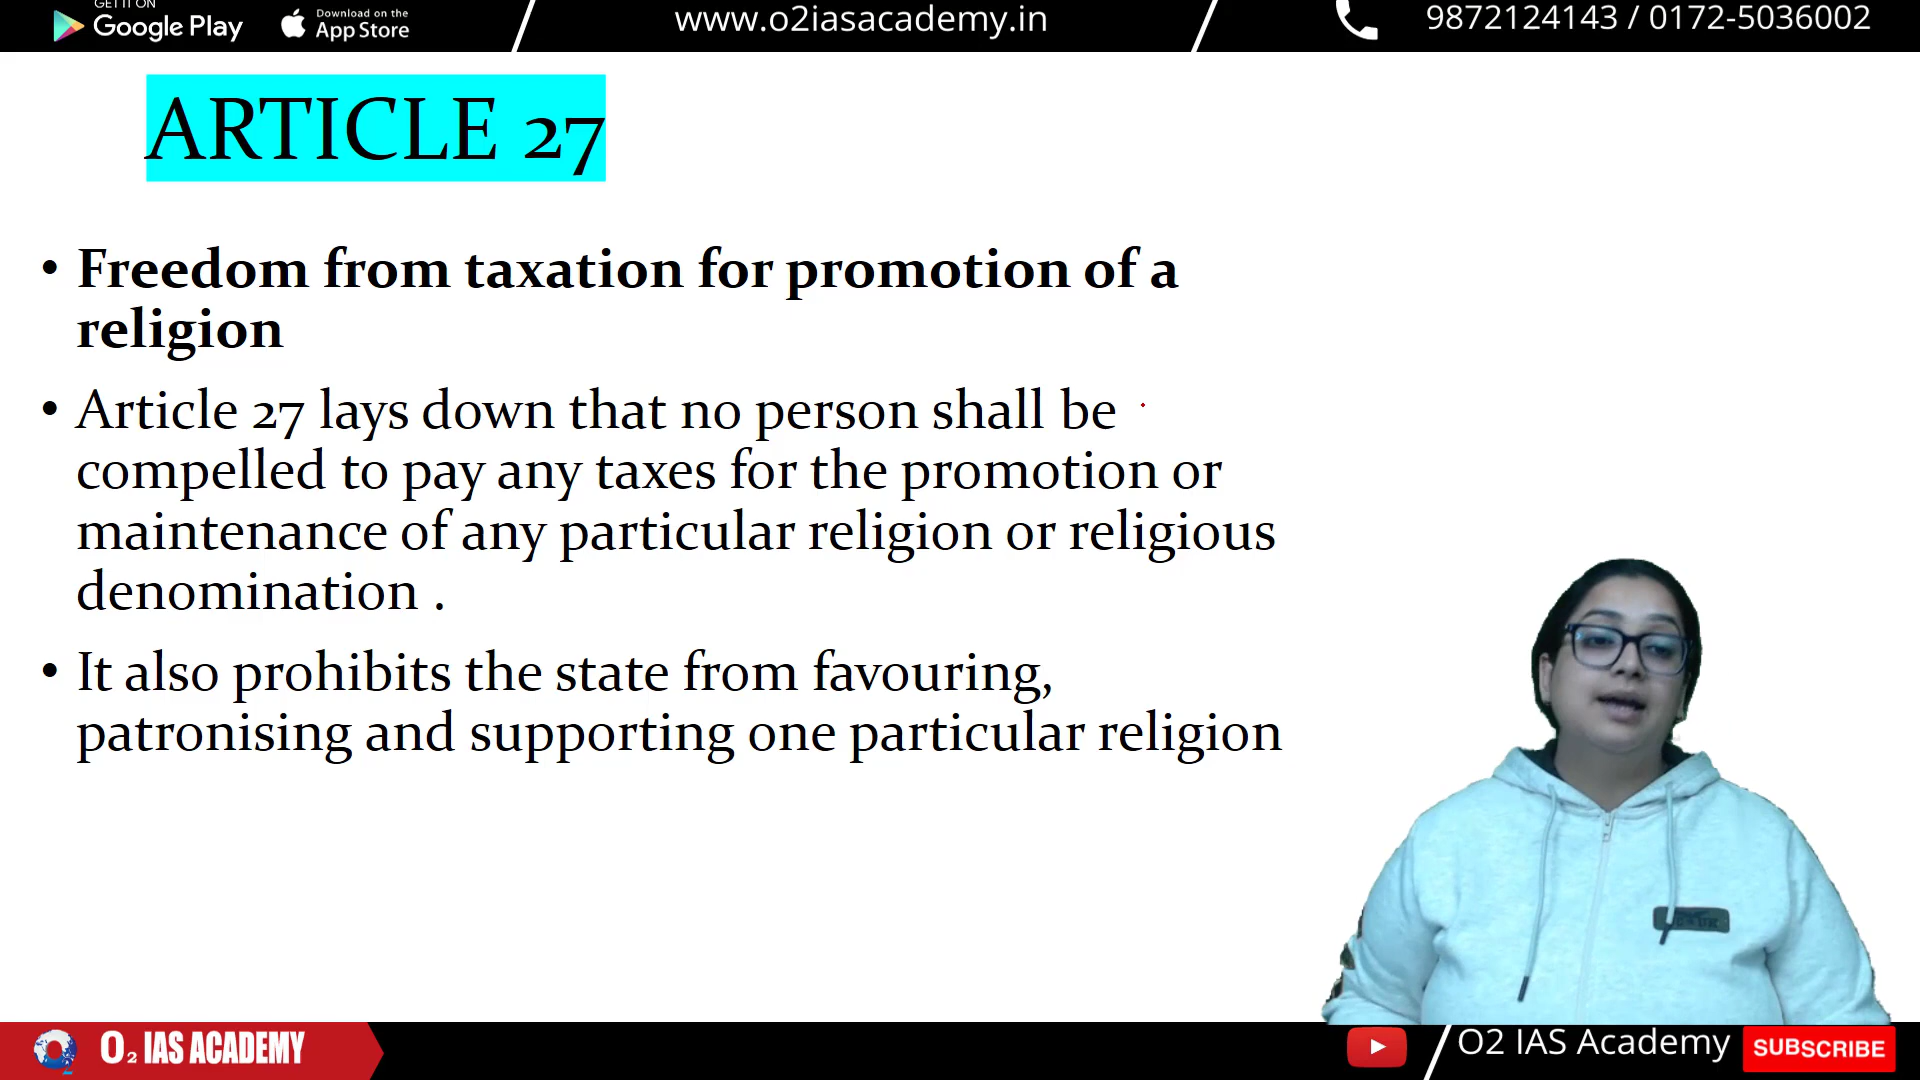 GET IT ON
Google Play
Download on the
App Store
www.o2iasacademy.in
9872124143 / 0172-5036002
ARTICLE 27
• Freedom from taxation for promotion of a
religion
• Article 27 lays down that no person shall be
compelled to pay any taxes for the promotion or
maintenance of any particular religion or religious
denomination .
• It also prohibits the state from favouring,
patronising and supporting one particular religion
O2 IAS ACADEMY
O2 IAS Academy
SUBSCRIBE